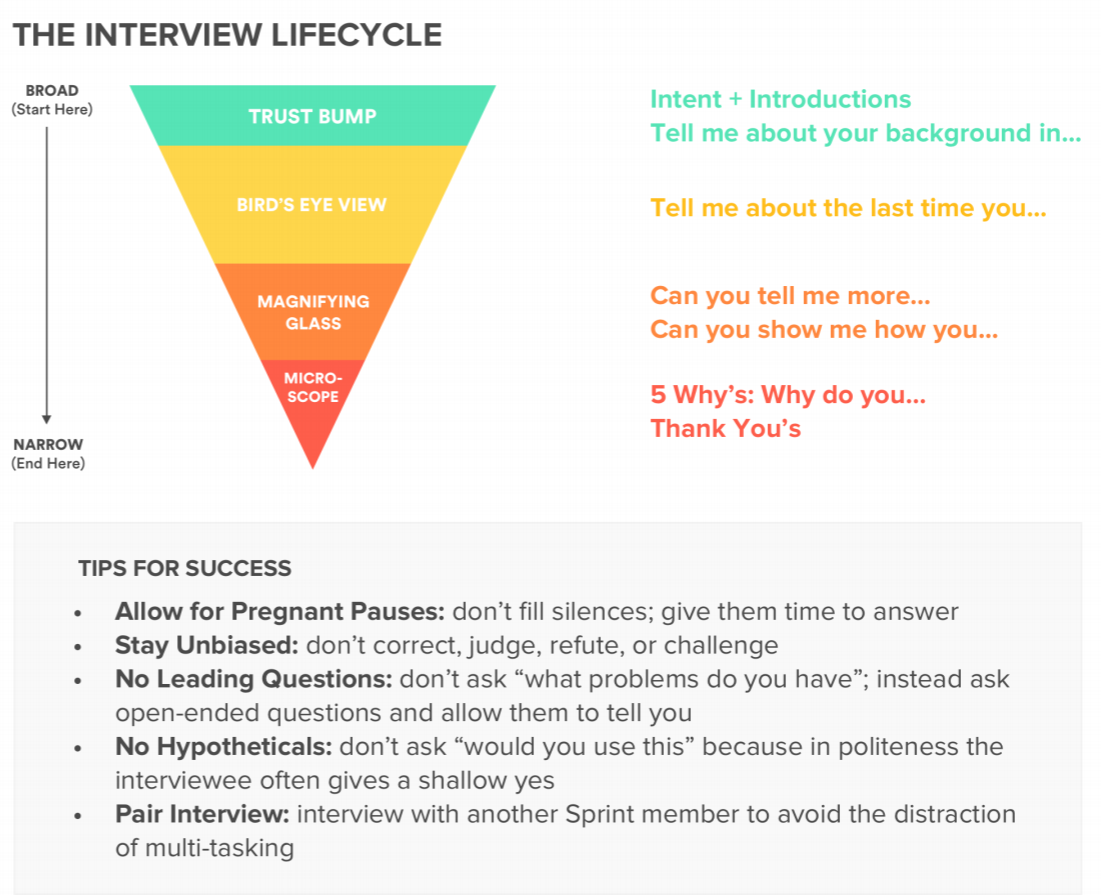 THE INTERVIEW LIFECYCLE
BROAD
(Start Here)
TRUST BUMP
Intent + Introductions
Tell me about your background in...
BIRD'S EYE VIEW
Tell me about the last time you...
MAGNIFYING
GLASS
Can you tell me more...
Can you show me how you...
MICRO-
SCOPE
5 Why's: Why do you...
Thank You's
NARROW
(End Here)
TIPS FOR SUCCESS
• Allow for Pregnant Pauses: don't fill silences; give them time to answer
• Stay Unbiased: don't correct, judge, refute, or challenge
• No Leading Questions: don't ask “what problems do you have”; instead ask
open-ended questions and allow them to tell you
• No Hypotheticals: don't ask “would you use this” because in politeness the
interviewee often gives a shallow yes
• Pair Interview: interview with another Sprint member to avoid the distraction
of multi-tasking